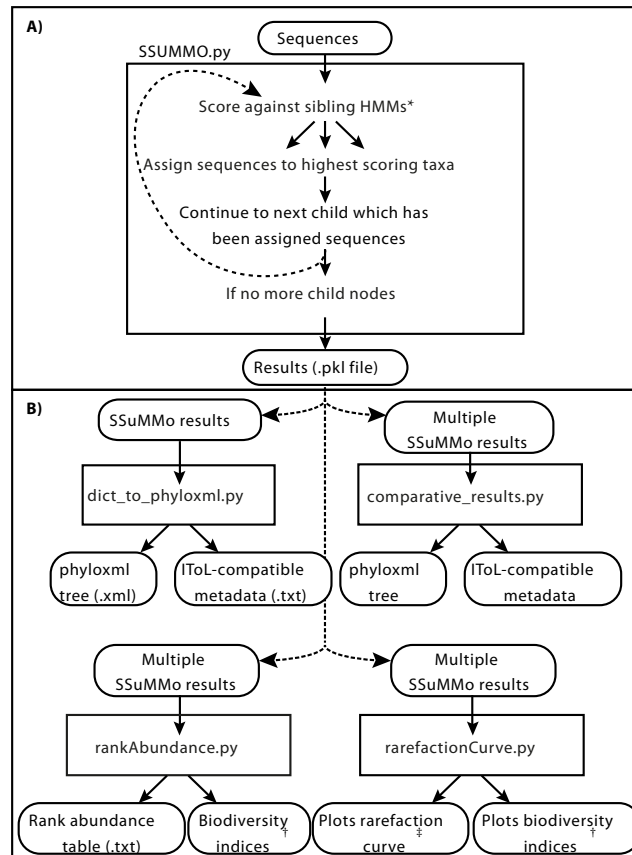 A)
Sequences
SSUMMO.py
Score against sibling HMMs*
Assign sequences to highest scoring taxa
Continue to next child which has
been assigned sequences
If no more child nodes
Results (.pkl file)
B)
SSuMMo results
dict_to_phyloxml.py
phyloxml
tree (.xml)
IToL-compatible
metadata (.txt)
Multiple
SSuMMo results
comparative_results.py
phyloxml
tree
IToL-compatible
metadata
Multiple
SSuMMo results
rankAbundance.py
Rank abundance
table (.txt)
Biodiversity
indices†
Multiple
SSuMMo results
rarefactionCurve.py
Plots rarefaction
curve‡
Plots biodiversity
indices†